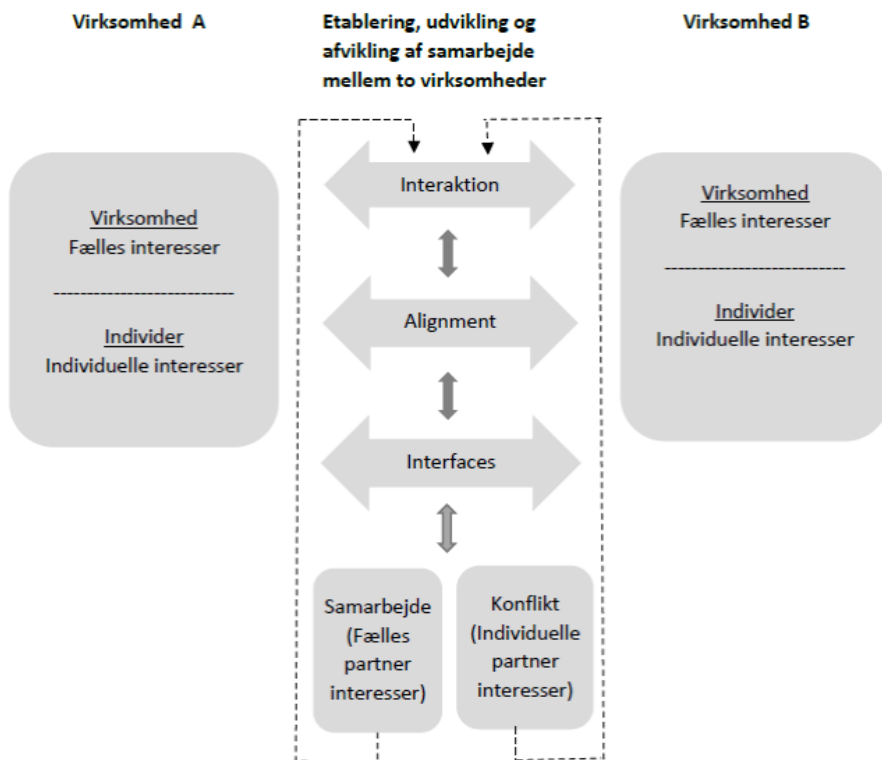 Virksomhed A
Etablering, udvikling og
afvikling af samarbejde
mellem to virksomheder
Virksomhed B
Virksomhed
Fælles interesser
---------------------------
Individer
Individuelle interesser
Interaktion
Alignment
Interfaces
Samarbejde
(Fælles
partner
interesser)
Konflikt
(Individuelle
partner
interesser)
Virksomhed
Fælles interesser
---------------------------
Individer
Individuelle interesser